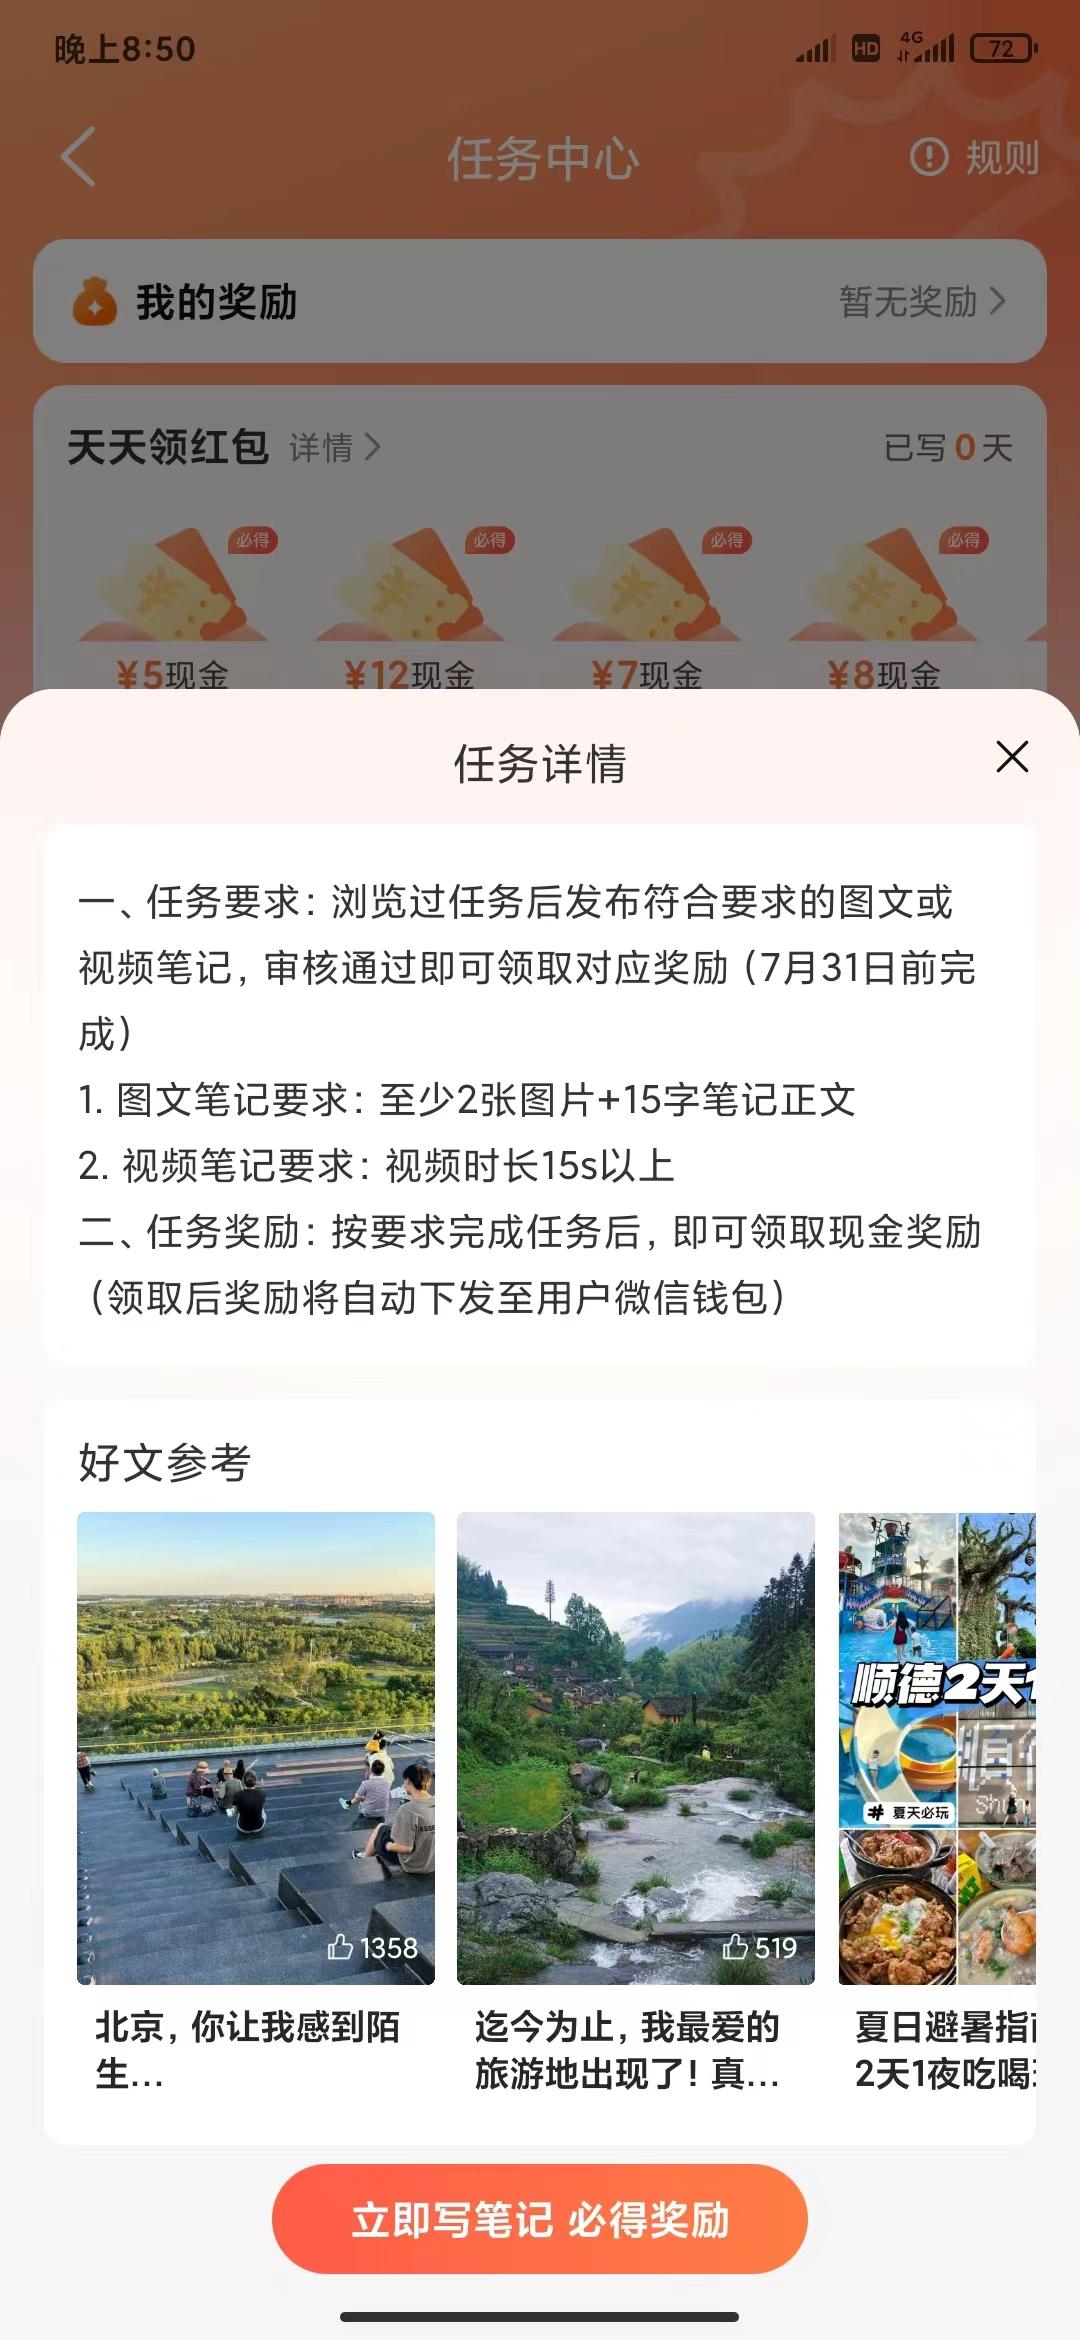 晚上8:50
HD
4G
72
任务中心
规则
我的奖励
暂无奖励
天天领红包 详情
已写0天
必得 必得 必得 必得
¥5现金 ¥12现金 ¥7现金 ¥8现金
任务详情
一、任务要求：浏览过任务后发布符合要求的图文或
视频笔记，审核通过即可领取对应奖励（7月31日前完
成）
1. 图文笔记要求：至少2张图片+15字笔记正文
2. 视频笔记要求：视频时长15s以上
二、任务奖励：按要求完成任务后，即可领取现金奖励
（领取后奖励将自动下发至用户微信钱包）
好文参考
顺德2天1
# 夏天必玩
1358
519
北京，你让我感到陌
生...
迄今为止，我最爱的
旅游地出现了！真...
夏日避暑指
2天1夜吃喝
立即写笔记 必得奖励